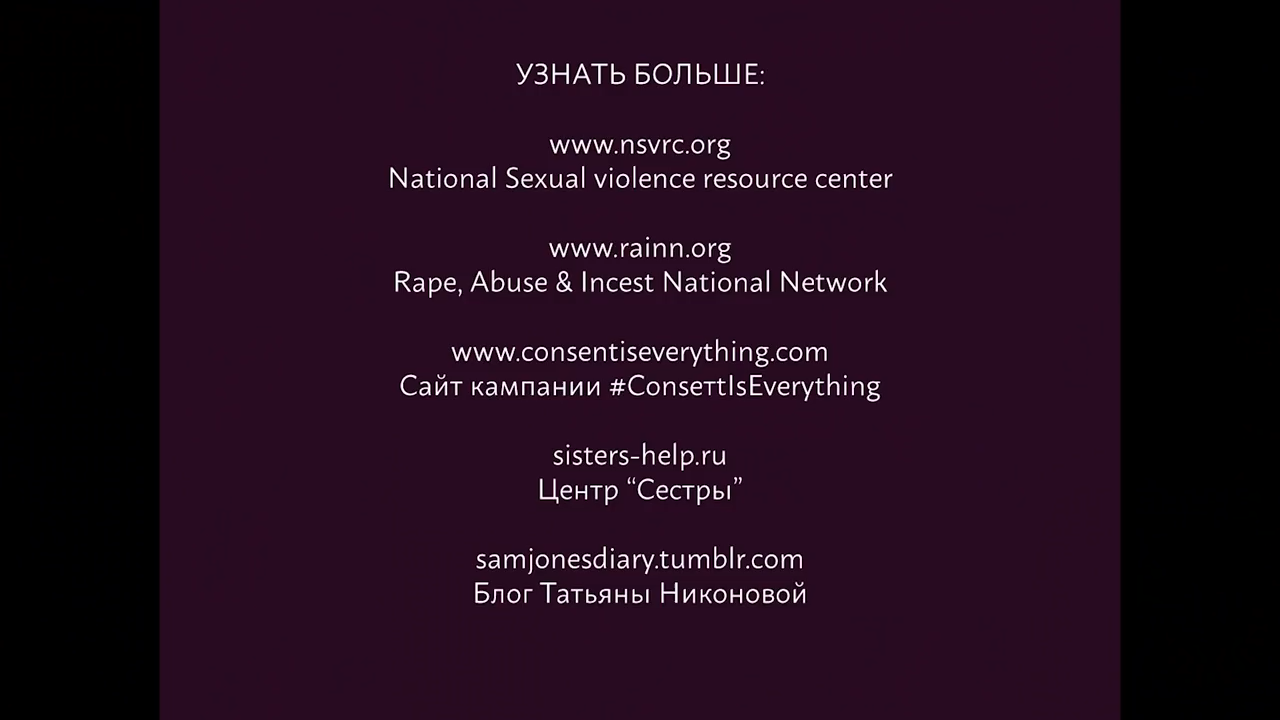 УЗНАТЬ БОЛЬШЕ:
www.nsvrc.org
National Sexual violence resource center
www.rainn.org
Rape, Abuse & Incest National Network
www.consentiseverything.com
Сайт кампании #ConseттIsEverything
sisters-help.ru
Центр “Сестры”
samjonesdiary.tumblr.com
Блог Татьяны Никоновой